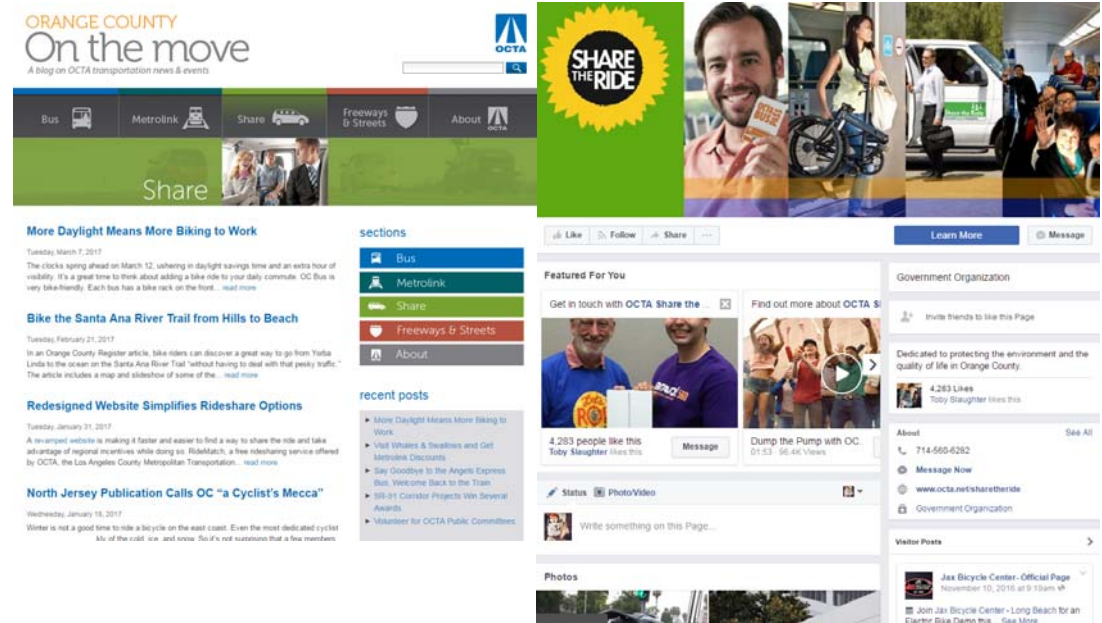 ORANGE COUNTY
On the move
A blog on OCTA transportation news & events
OCTA
Bus
Metrolink
Share
Freeways
& Streets
About
OCTA
Share
More Daylight Means More Biking to Work
Tuesday, March 7, 2017
The clocks spring ahead on March 12, ushering in daylight savings time and an extra hour of
visibility. It's a great time to think about adding a bike ride to your daily commute. OC Bus is
very bike-friendly. Each bus has a bike rack on the front... read more
Bike the Santa Ana River Trail from Hills to Beach
Tuesday, February 21, 2017
In an Orange County Register article, bike riders can discover a great way to go from Yorba
Linda to the ocean on the Santa Ana River Trail "without having to deal with that pesky traffic."
The article includes a map and slideshow of some of the... read more
Redesigned Website Simplifies Rideshare Options
Tuesday, January 31, 2017
A revamped website is making it faster and easier to find a way to share the ride and take
advantage of regional incentives while doing so. RideMatch, a free ridesharing service offered
by OCTA, the Los Angeles County Metropolitan Transportation... read more
North Jersey Publication Calls OC "a Cyclist's Mecca"
Wednesday, January 18, 2017
Winter is not a good time to ride a bicycle on the east coast. Even the most dedicated cyclist
of the cold, ice, and snow. So it's not surprising that a few members
sections
Bus
Metrolink
Share
Freeways & Streets
About
recent posts
More Daylight Means More Biking to
Work
Visit Whales & Swallows and Get
Metrolink Discounts
Say Goodbye to the Angels Express
Bus, Welcome Back to the Train
SR-91 Corridor Projects Win Several
Awards
Volunteer for OCTA Public Committees
SHARE
THE RIDE
OCTA
BUS
Share the Ride
Like
Follow
Share
Learn More
Message
Featured For You
Get in touch with OCTA Share the ...
Find out more about OCTA S
4,283 people like this
Toby Slaughter likes this
Message
Dump the Pump with OC
01:53 · 96.4K Views
Status
Photo/Video
Write something on this Page...
Photos
Government Organization
Invite friends to like this Page
Dedicated to protecting the environment and the
quality of life in Orange County.
4,283 Likes
Toby Slaughter likes this
About
See All
714-560-6282
Message Now
www.octa.net/sharetheride
Government Organization
Visitor Posts
Jax Bicycle Center- Official Page
November 10, 2016 at 9:19am
Join Jax Bicycle Center - Long Beach for an
Electric Bike Demo this... See More